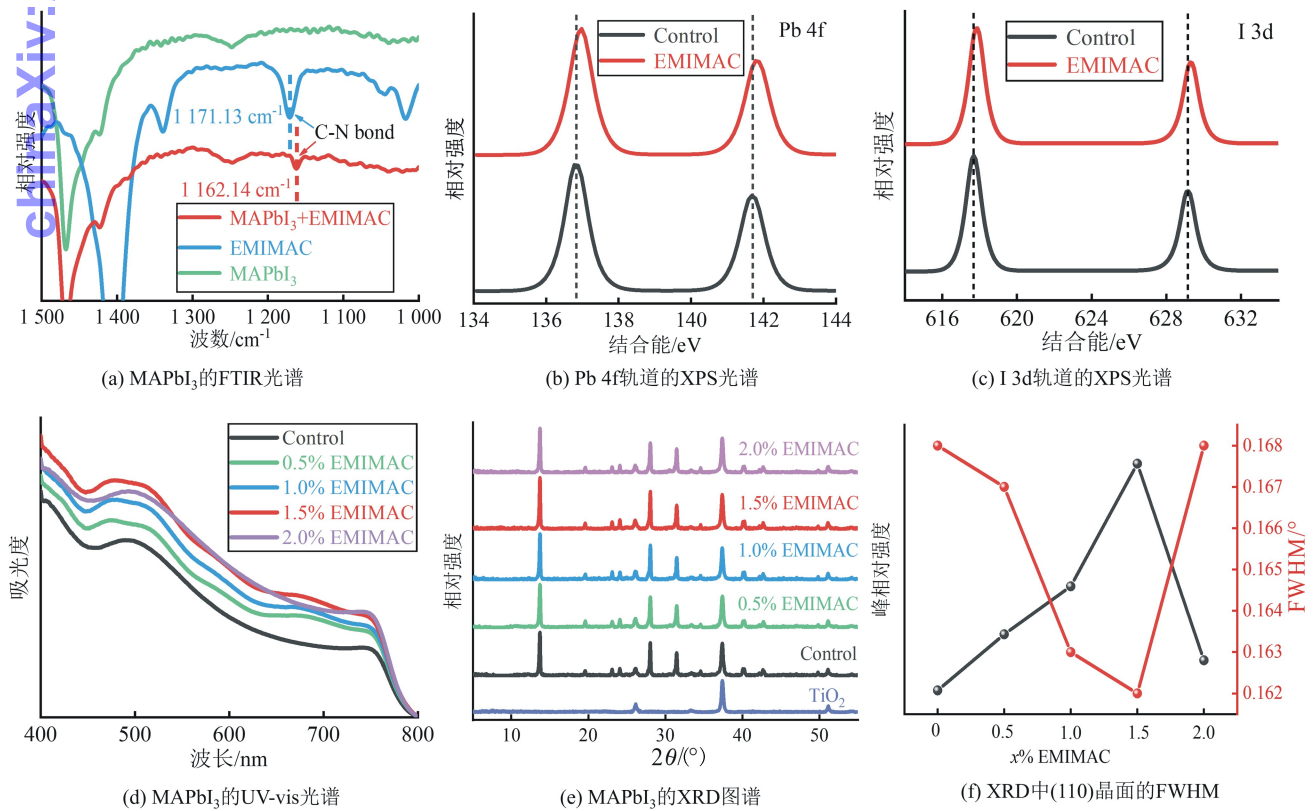 chinaXiv:
相对强度
1 171.13 cm-1
C-N bond
1 162.14 cm-1
MAPbI3+EMIMAC
EMIMAC
MAPbI3
1 500 1 400 1 300 1 200 1 100 1 000
波数/cm-1
(a) MAPbI3的FTIR光谱
相对强度
Control
EMIMAC
Pb 4f
134 136 138 140 142 144
结合能/eV
(b) Pb 4f轨道的XPS光谱
相对强度
Control
EMIMAC
I 3d
616 620 624 628 632
结合能/eV
(c) I 3d轨道的XPS光谱
吸光度
Control
0.5% EMIMAC
1.0% EMIMAC
1.5% EMIMAC
2.0% EMIMAC
400 500 600 700 800
波长/nm
(d) MAPbI3的UV-vis光谱
相对强度
2.0% EMIMAC
1.5% EMIMAC
1.0% EMIMAC
0.5% EMIMAC
Control
TiO2
10 20 30 40 50
2θ/(°)
(e) MAPbI3的XRD图谱
峰相对强度
0.168
0.167
0.166
0.165
0.164
0.163
0.162
FWHM/°
0 0.5 1.0 1.5 2.0
x% EMIMAC
(f) XRD中(110)晶面的FWHM